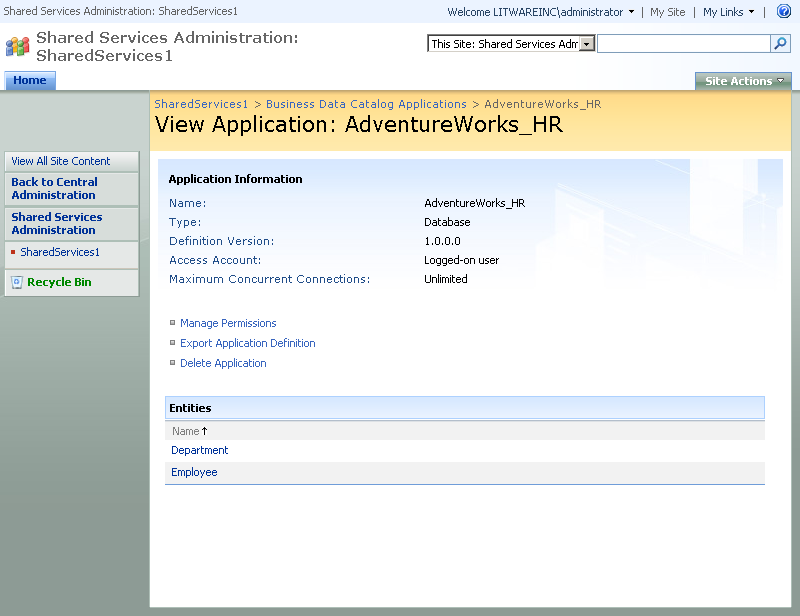 Shared Services Administration: SharedServices1
Welcome LITWAREINC\administrator | My Site | My Links |
Shared Services Administration:
SharedServices1
This Site: Shared Services Adm
Home
Site Actions
SharedServices1 > Business Data Catalog Applications > AdventureWorks_HR
View Application: AdventureWorks_HR
View All Site Content
Back to Central
Administration
Shared Services
Administration
SharedServices1
Recycle Bin
Application Information
Name: AdventureWorks_HR
Type: Database
Definition Version: 1.0.0.0
Access Account: Logged-on user
Maximum Concurrent Connections: Unlimited
Manage Permissions
Export Application Definition
Delete Application
Entities
Name
Department
Employee